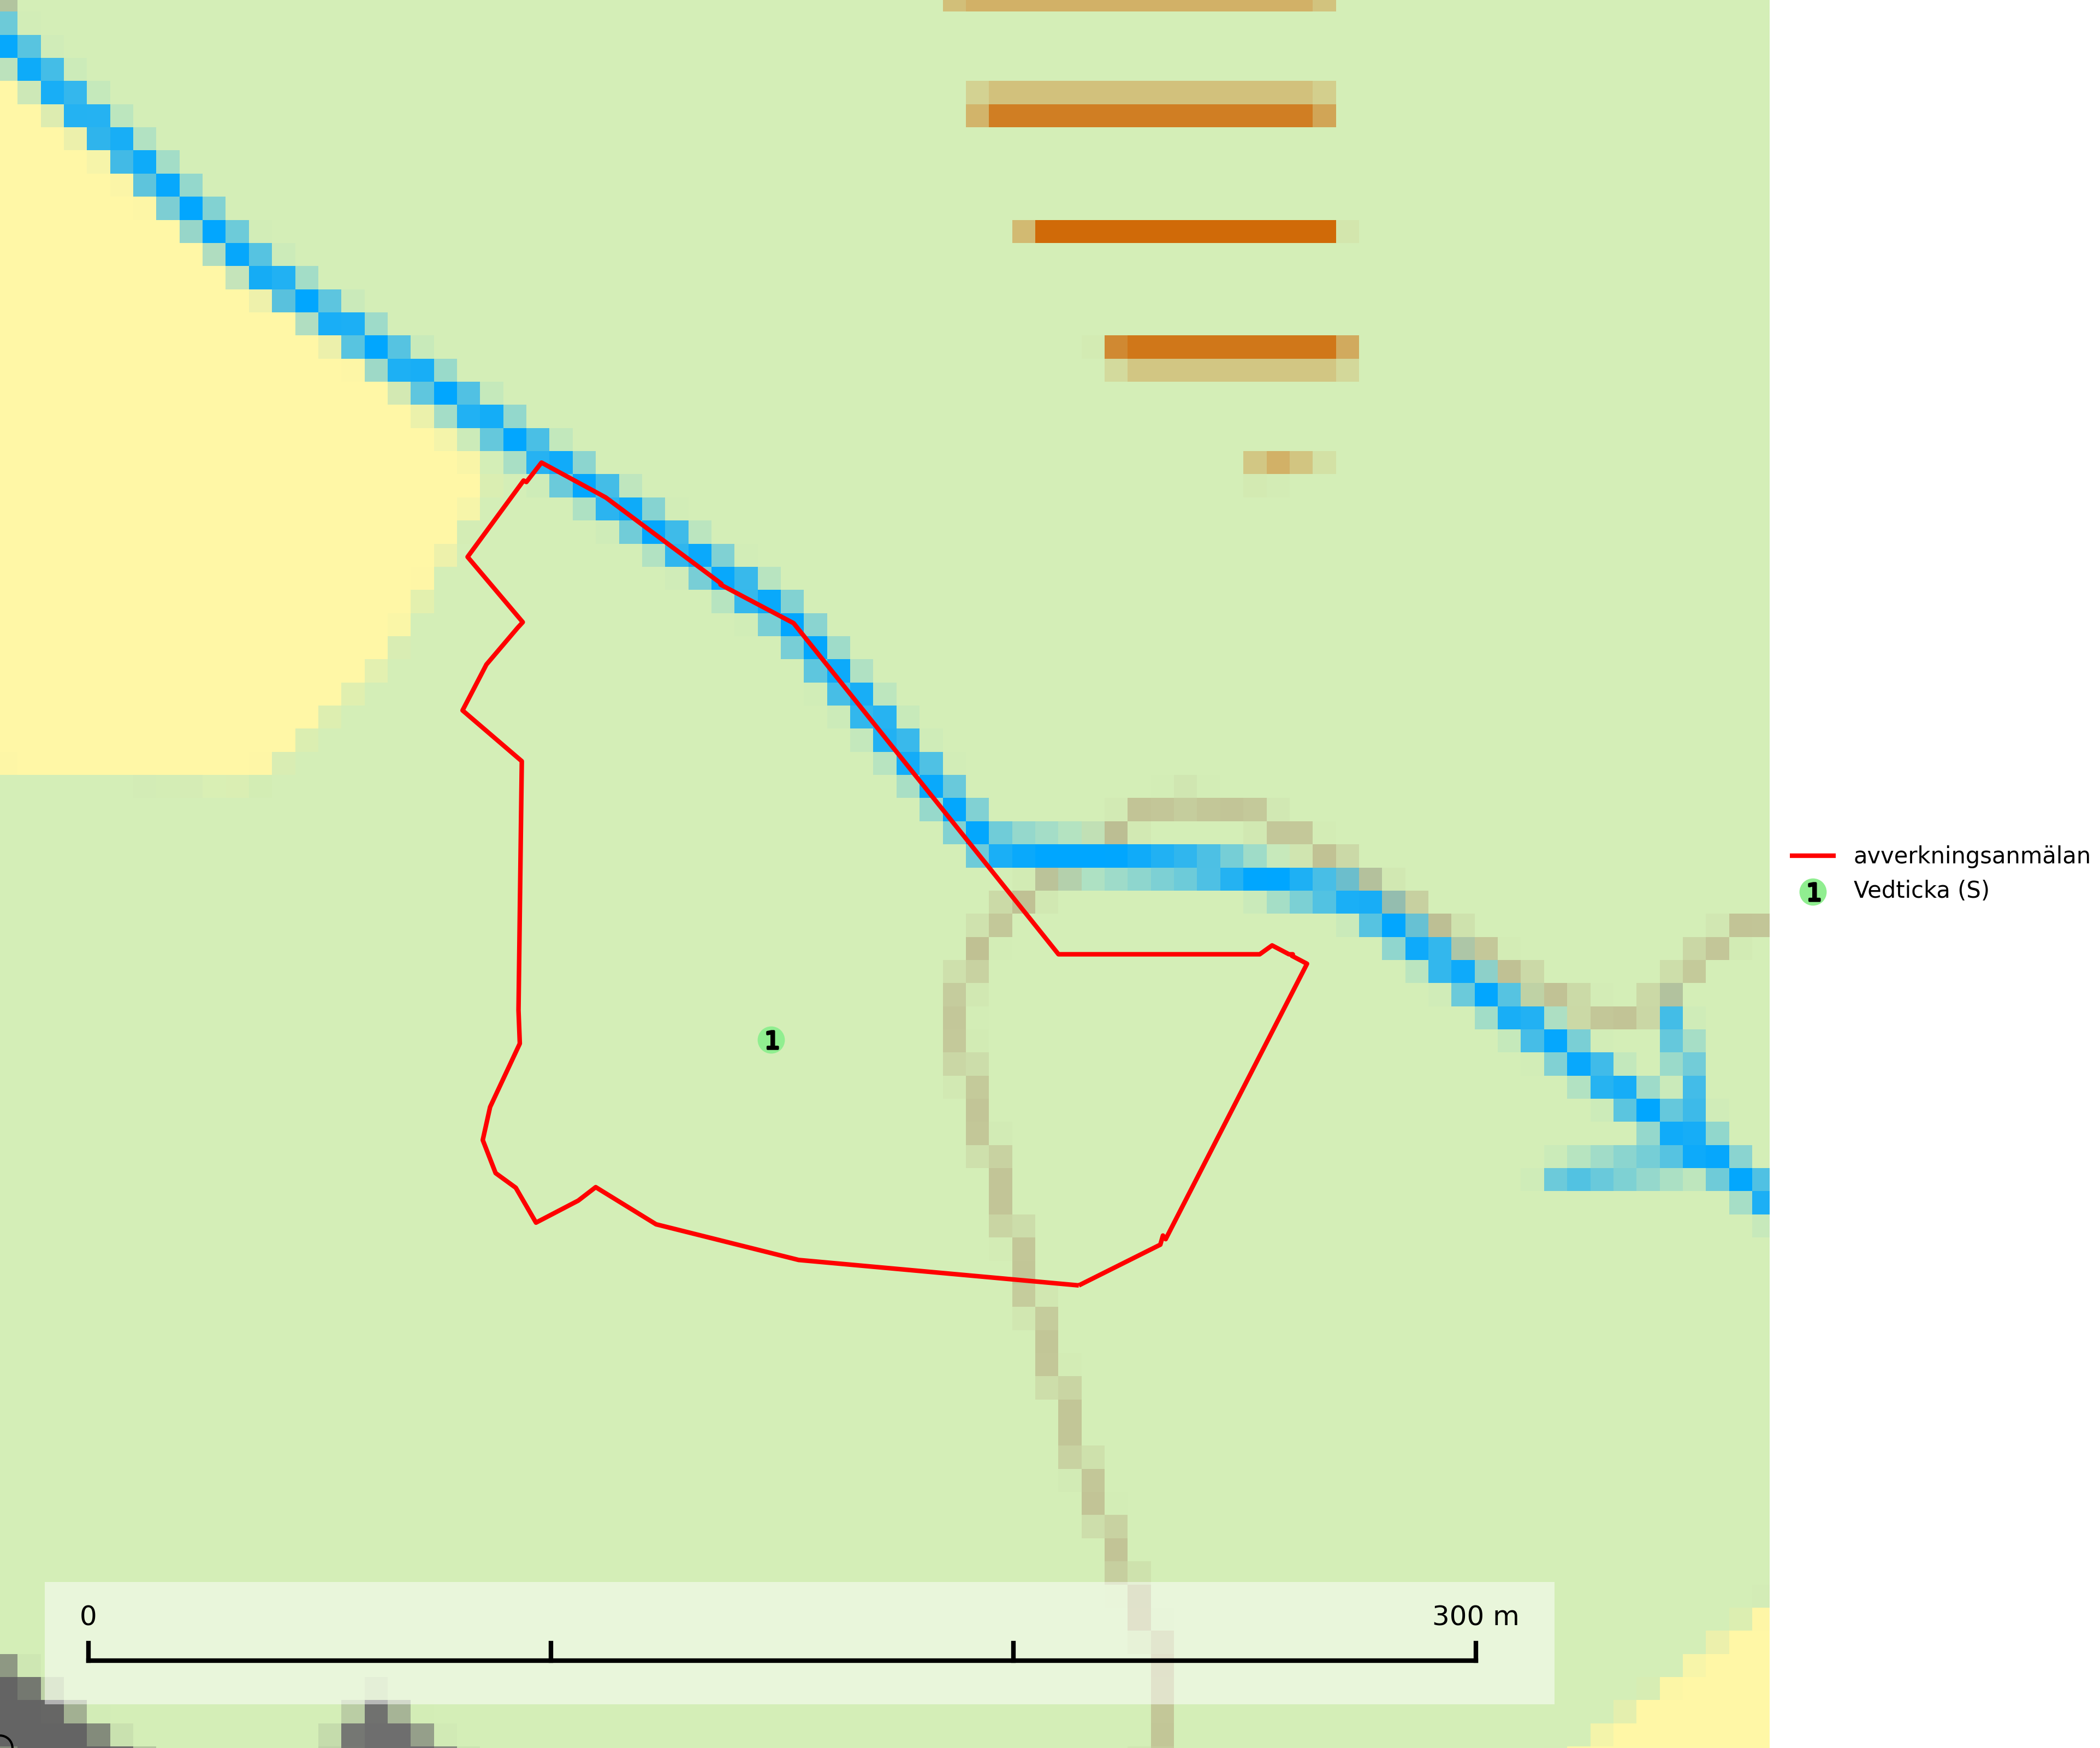 avverkningsanmälan
1 Vedticka (S)
1
0 300 m